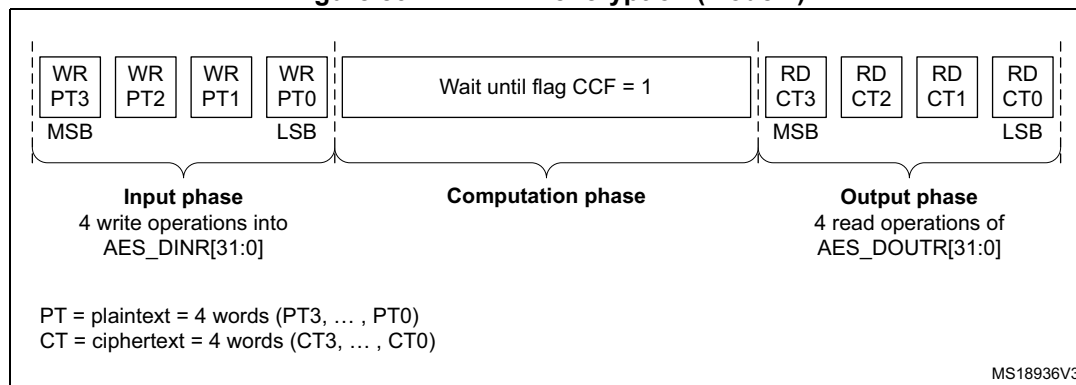 WR PT3 WR PT2 WR PT1 WR PT0 Wait until flag CCF = 1 RD CT3 RD CT2 RD CT1 RD CT0
MSB LSB MSB LSB
Input phase Computation phase Output phase
4 write operations into 4 read operations of
AES_DINR[31:0] AES_DOUTR[31:0]
PT = plaintext = 4 words (PT3, … , PT0)
CT = ciphertext = 4 words (CT3, … , CT0)
MS18936V3